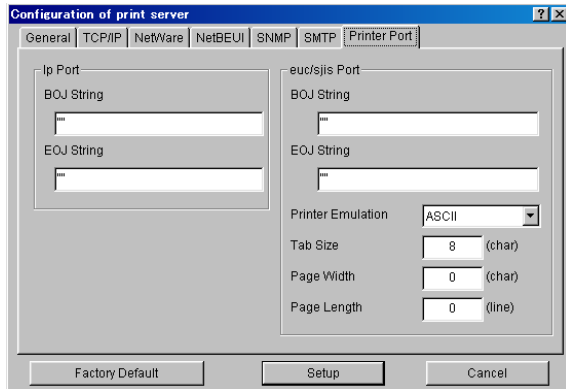 Configuration of print server
General TCP/IP NetWare NetBEUI SNMP SMTP Printer Port
lp Port
BOJ String
""
EOJ String
""
euc/sjis Port
BOJ String
""
EOJ String
""
Printer Emulation ASCII
Tab Size 8 (char)
Page Width 0 (char)
Page Length 0 (line)
Factory Default Setup Cancel